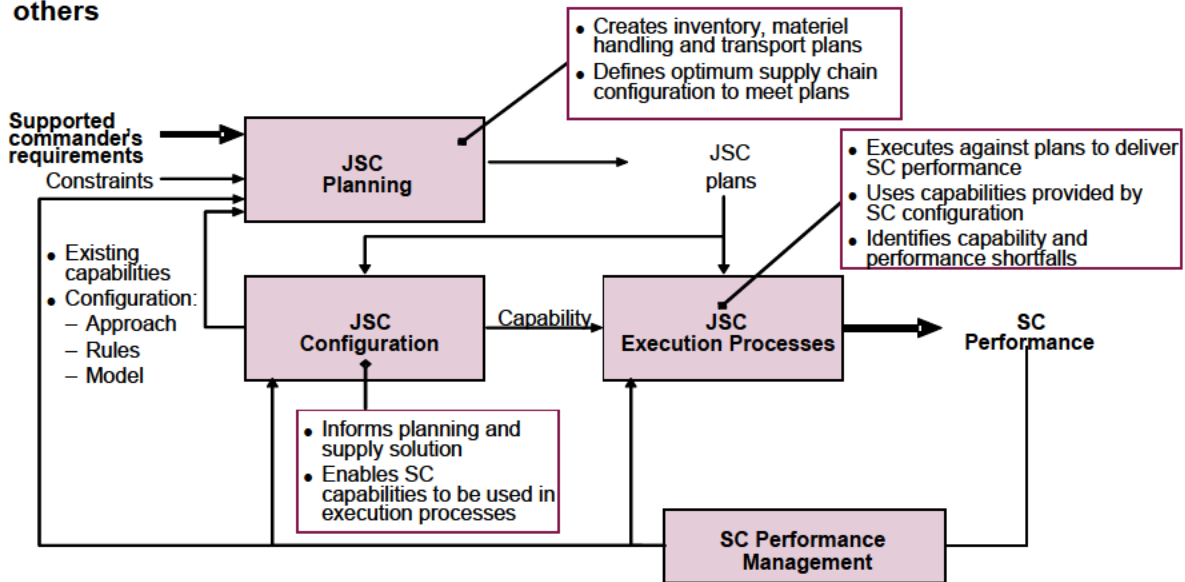 others
• Creates inventory, materiel
handling and transport plans
• Defines optimum supply chain
configuration to meet plans
Supported
commander's
requirements
Constraints
JSC
Planning
JSC
plans
• Executes against plans to deliver
SC performance
• Uses capabilities provided by
SC configuration
• Identifies capability and
performance shortfalls
• Existing
capabilities
• Configuration:
– Approach
– Rules
– Model
JSC
Configuration
Capability
JSC
Execution Processes
SC
Performance
• Informs planning and
supply solution
• Enables SC
capabilities to be used in
execution processes
SC Performance
Management